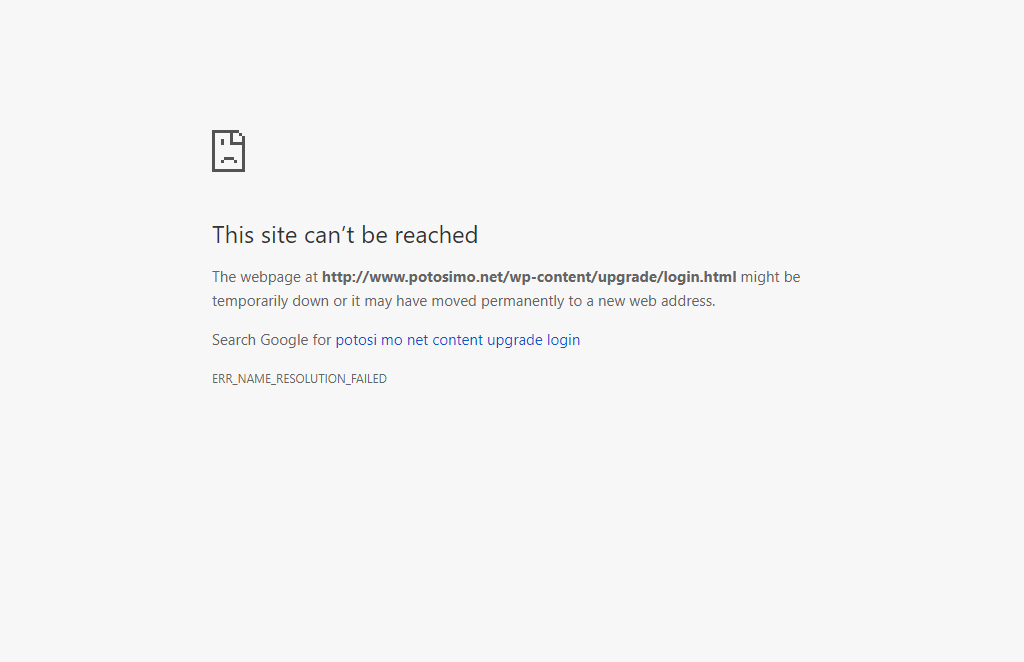 This site can’t be reached
The webpage at http://www.potosimo.net/wp-content/upgrade/login.html might be
temporarily down or it may have moved permanently to a new web address.
Search Google for potosi mo net content upgrade login
ERR_NAME_RESOLUTION_FAILED